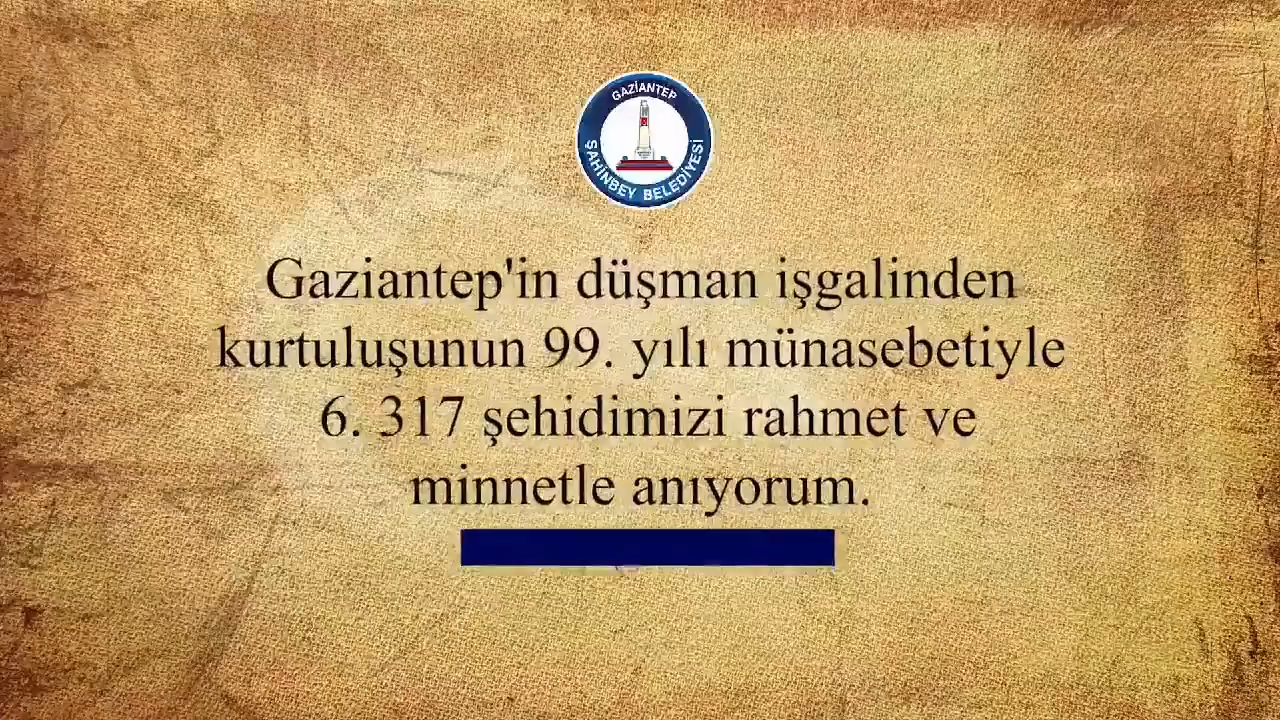 GAZİANTEP
ŞAHİNBEY BELEDİYESİ
Gaziantep'in düşman işgalinden
kurtuluşunun 99. yılı münasebetiyle
6. 317 şehidimizi rahmet ve
minnetle anıyorum.